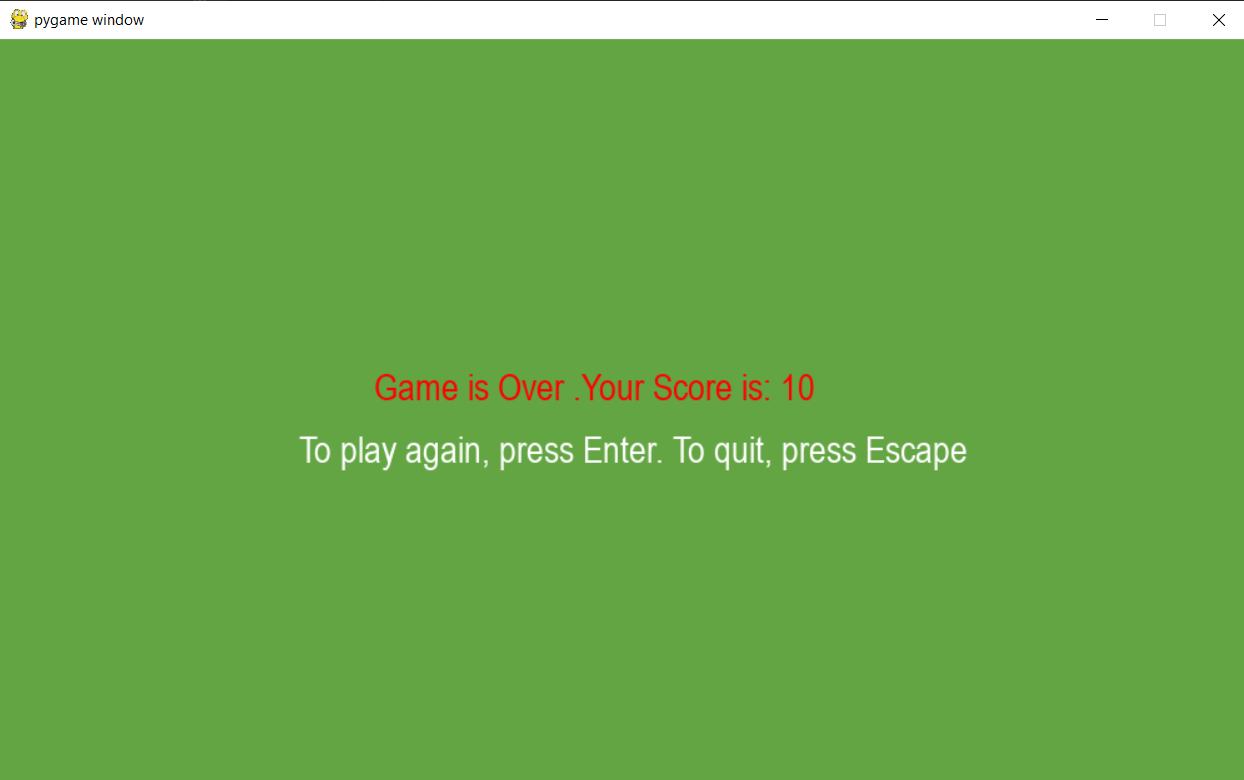 pygame window
Game is Over .Your Score is: 10
To play again, press Enter. To quit, press Escape